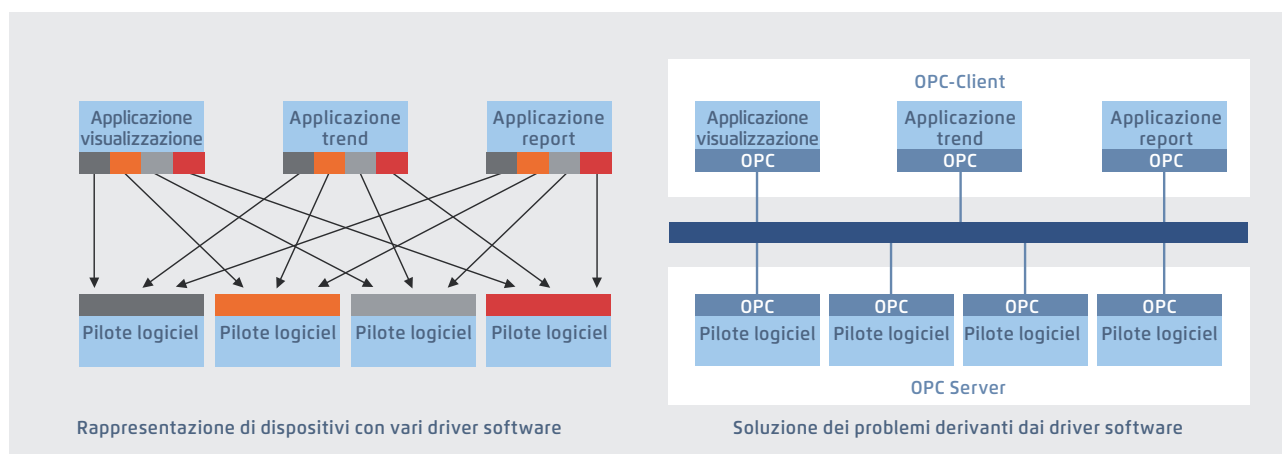 Applicazione
visualizzazione
Applicazione
trend
Applicazione
report
Pilote logiciel
Pilote logiciel
Pilote logiciel
Pilote logiciel
Rappresentazione di dispositivi con vari driver software
OPC-Client
Applicazione
visualizzazione
OPC
Applicazione
trend
OPC
Applicazione
report
OPC
OPC
Pilote logiciel
OPC
Pilote logiciel
OPC
Pilote logiciel
OPC
Pilote logiciel
OPC Server
Soluzione dei problemi derivanti dai driver software